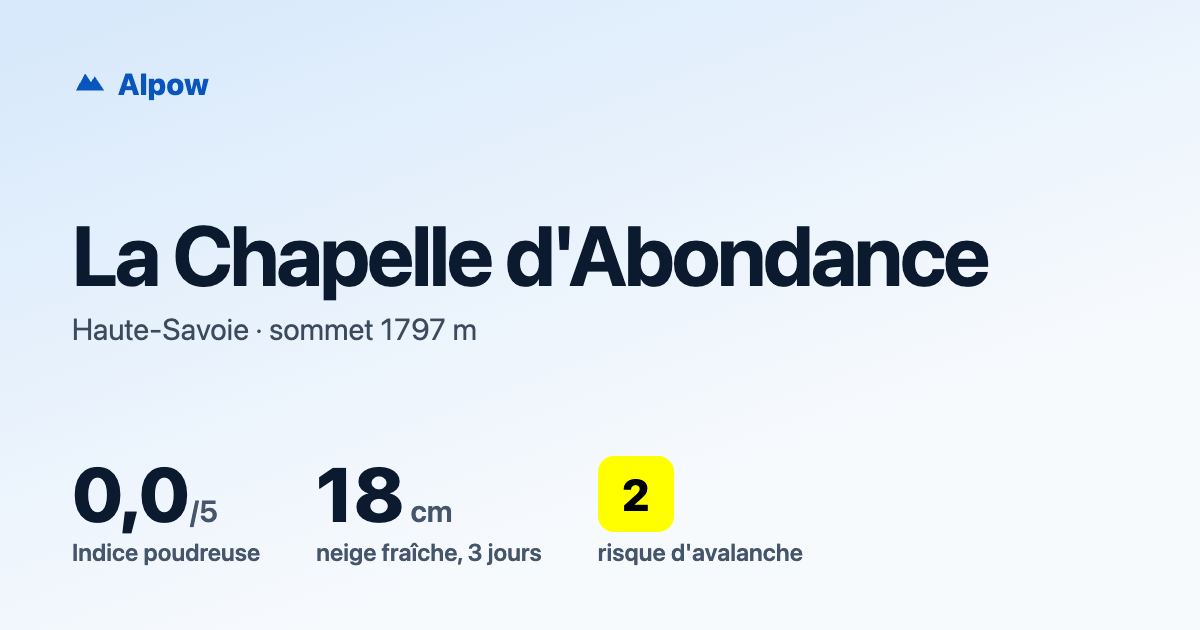 Alpow
La Chapelle d'Abondance
Haute-Savoie · sommet 1797 m
0,0/5
Indice poudreuse
18 cm
neige fraîche, 3 jours
2
risque d'avalanche